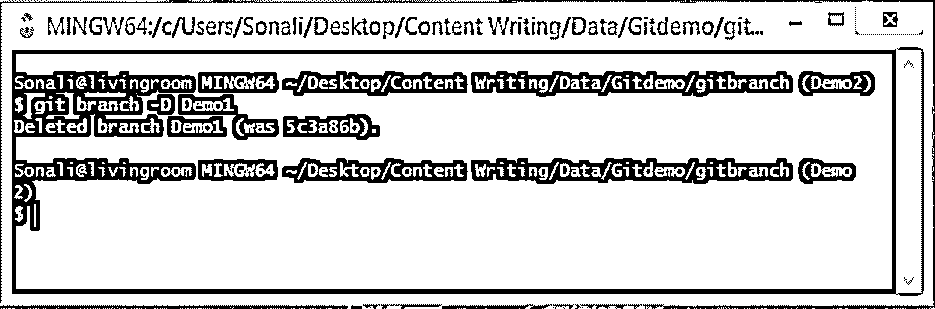 MINGW64:/c/Users/Sonali/Desktop/Content Writing/Data/Gitdemo/git...
Sonali@livingroom MINGW64 ~/Desktop/Content Writing/Data/Gitdemo/gitbranch (Demo2)
$ git branch -D Demo1
Deleted branch Demo1 (was 5c3a86b).
Sonali@livingroom MINGW64 ~/Desktop/Content Writing/Data/Gitdemo/gitbranch (Demo
2)
$